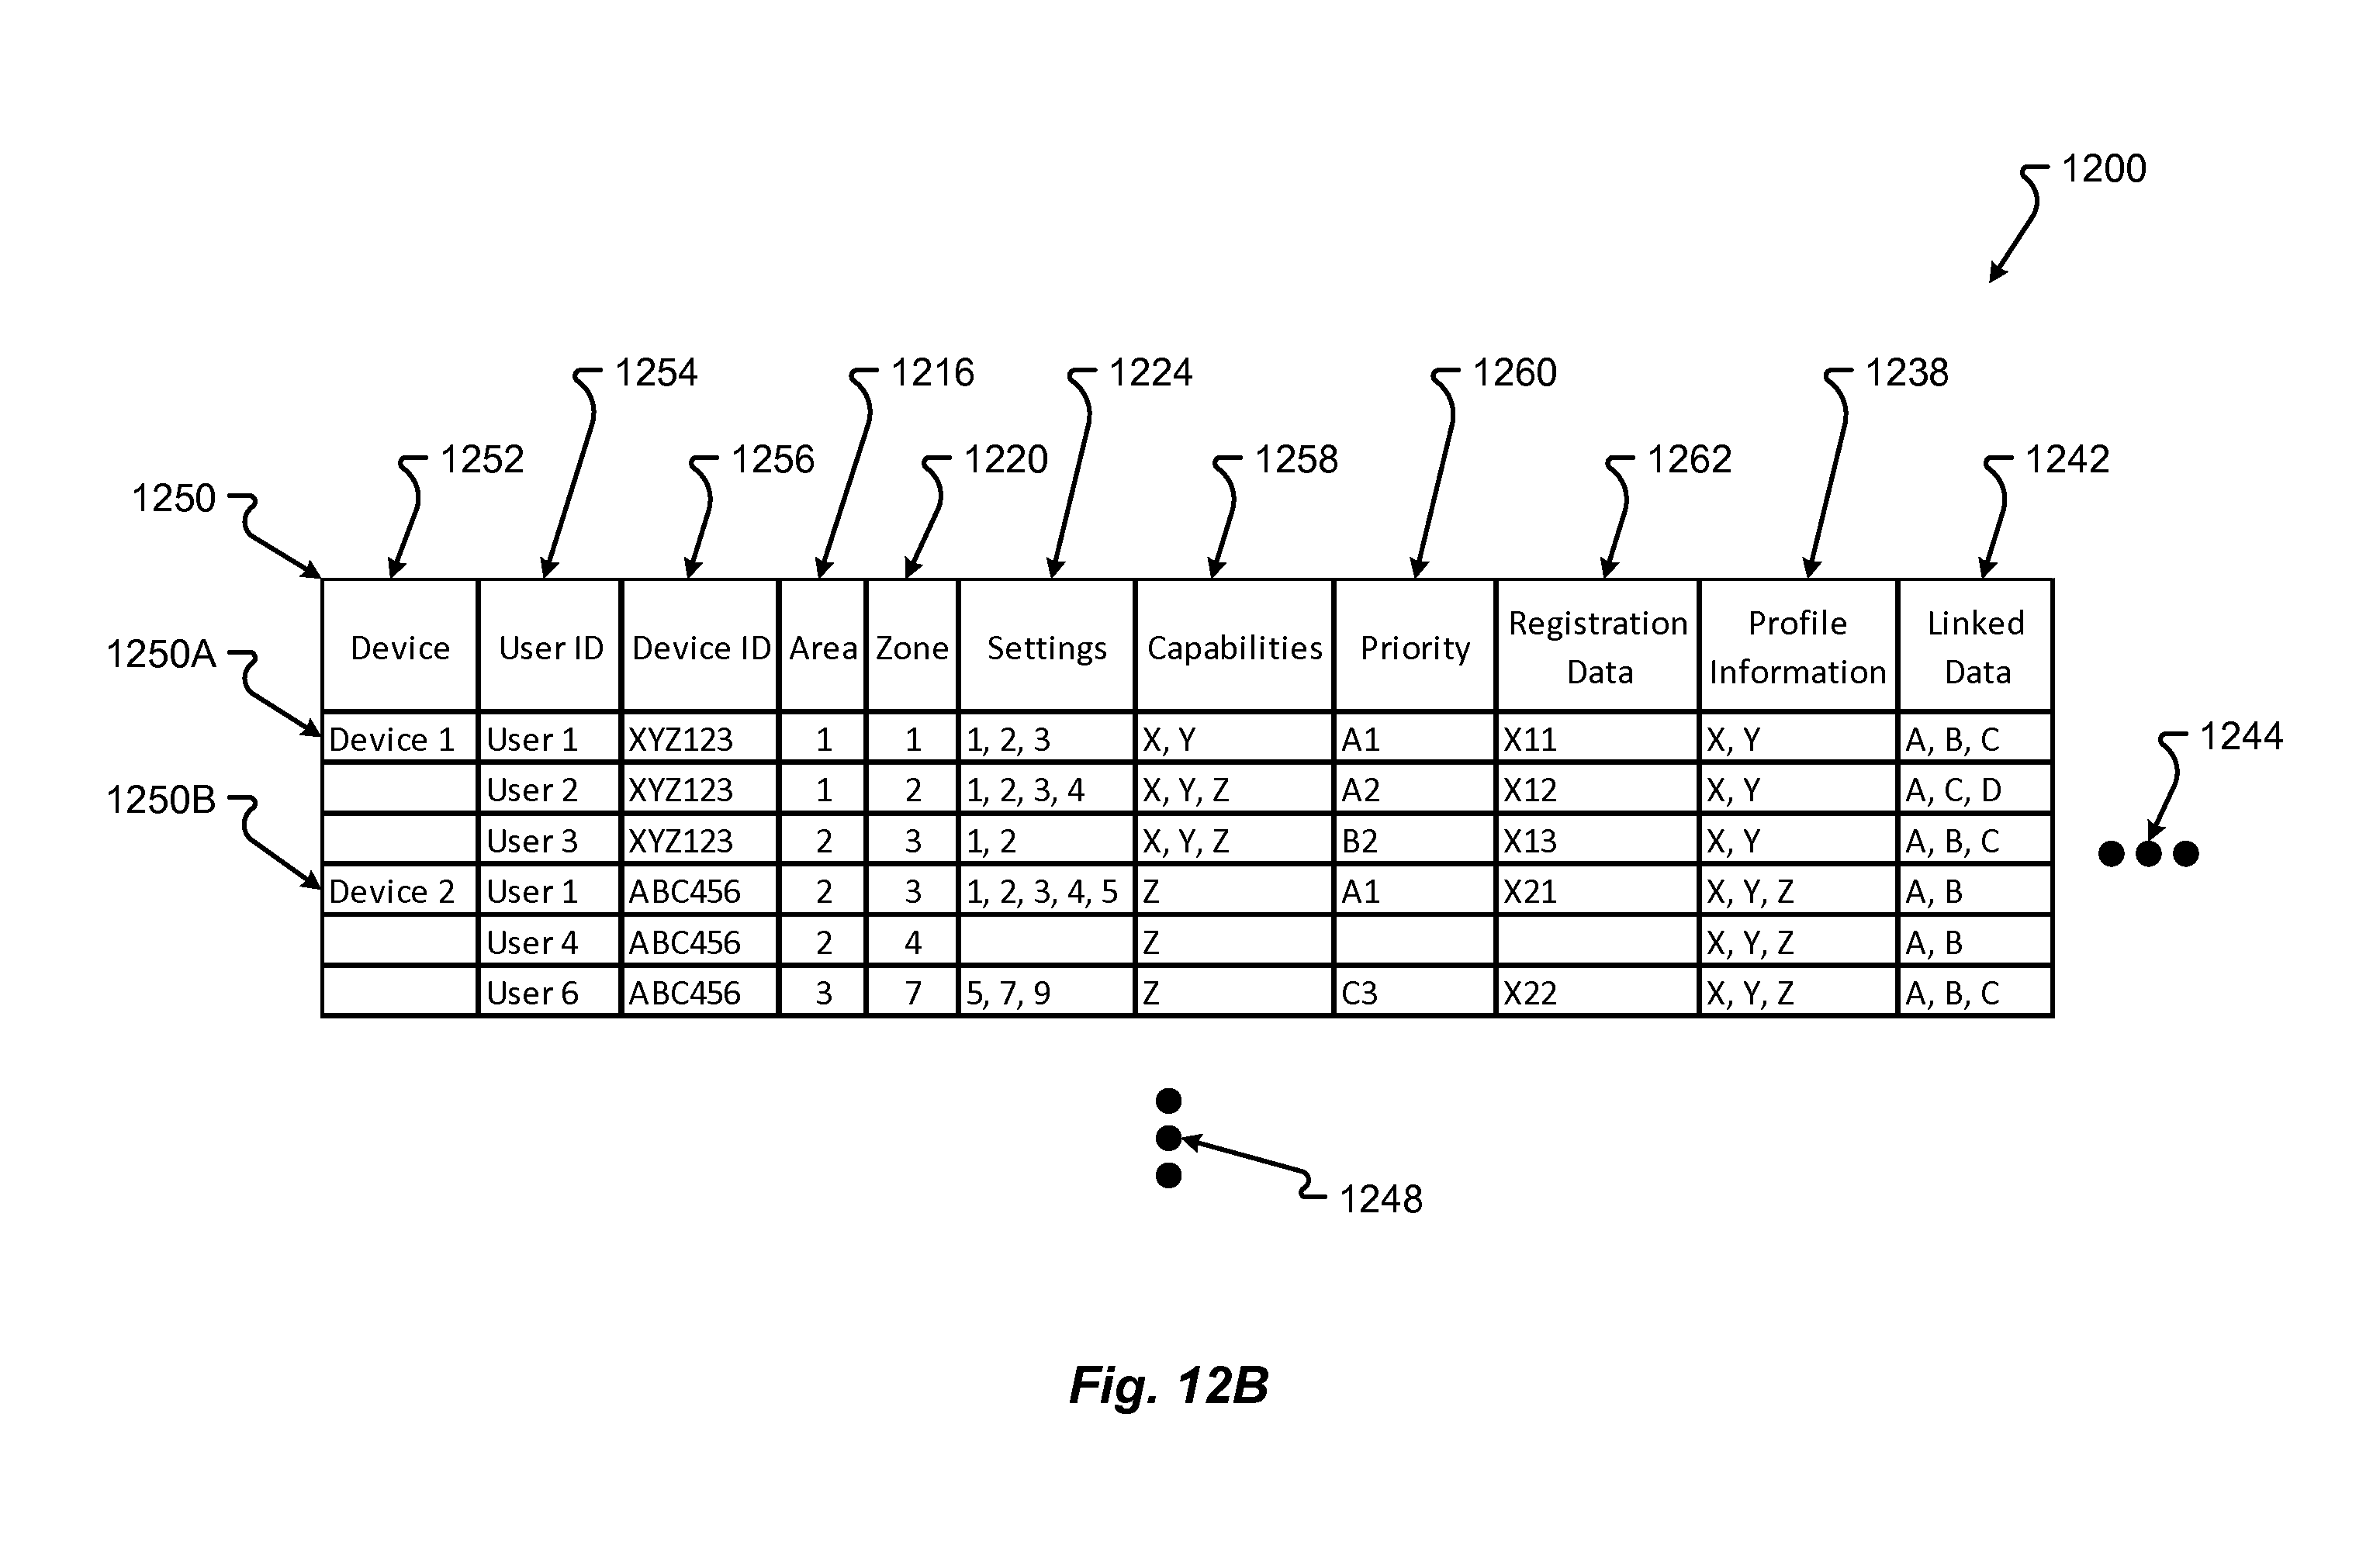 1200
1254 1216 1224 1260 1238
1252 1256 1220 1258 1262 1242
1250
1250A
1250B
Device User ID Device ID Area Zone Settings Capabilities Priority Registration Data Profile Information Linked Data
Device 1 User 1 XYZ123 1 1 1, 2, 3 X, Y A1 X11 X, Y A, B, C
User 2 XYZ123 1 2 1, 2, 3, 4 X, Y, Z A2 X12 X, Y A, C, D
User 3 XYZ123 2 3 1, 2 X, Y, Z B2 X13 X, Y A, B, C
Device 2 User 1 ABC456 2 3 1, 2, 3, 4, 5 Z A1 X21 X, Y, Z A, B
User 4 ABC456 2 4 Z X, Y, Z A, B
User 6 ABC456 3 7 5, 7, 9 Z C3 X22 X, Y, Z A, B, C
1244
1248
Fig. 12B